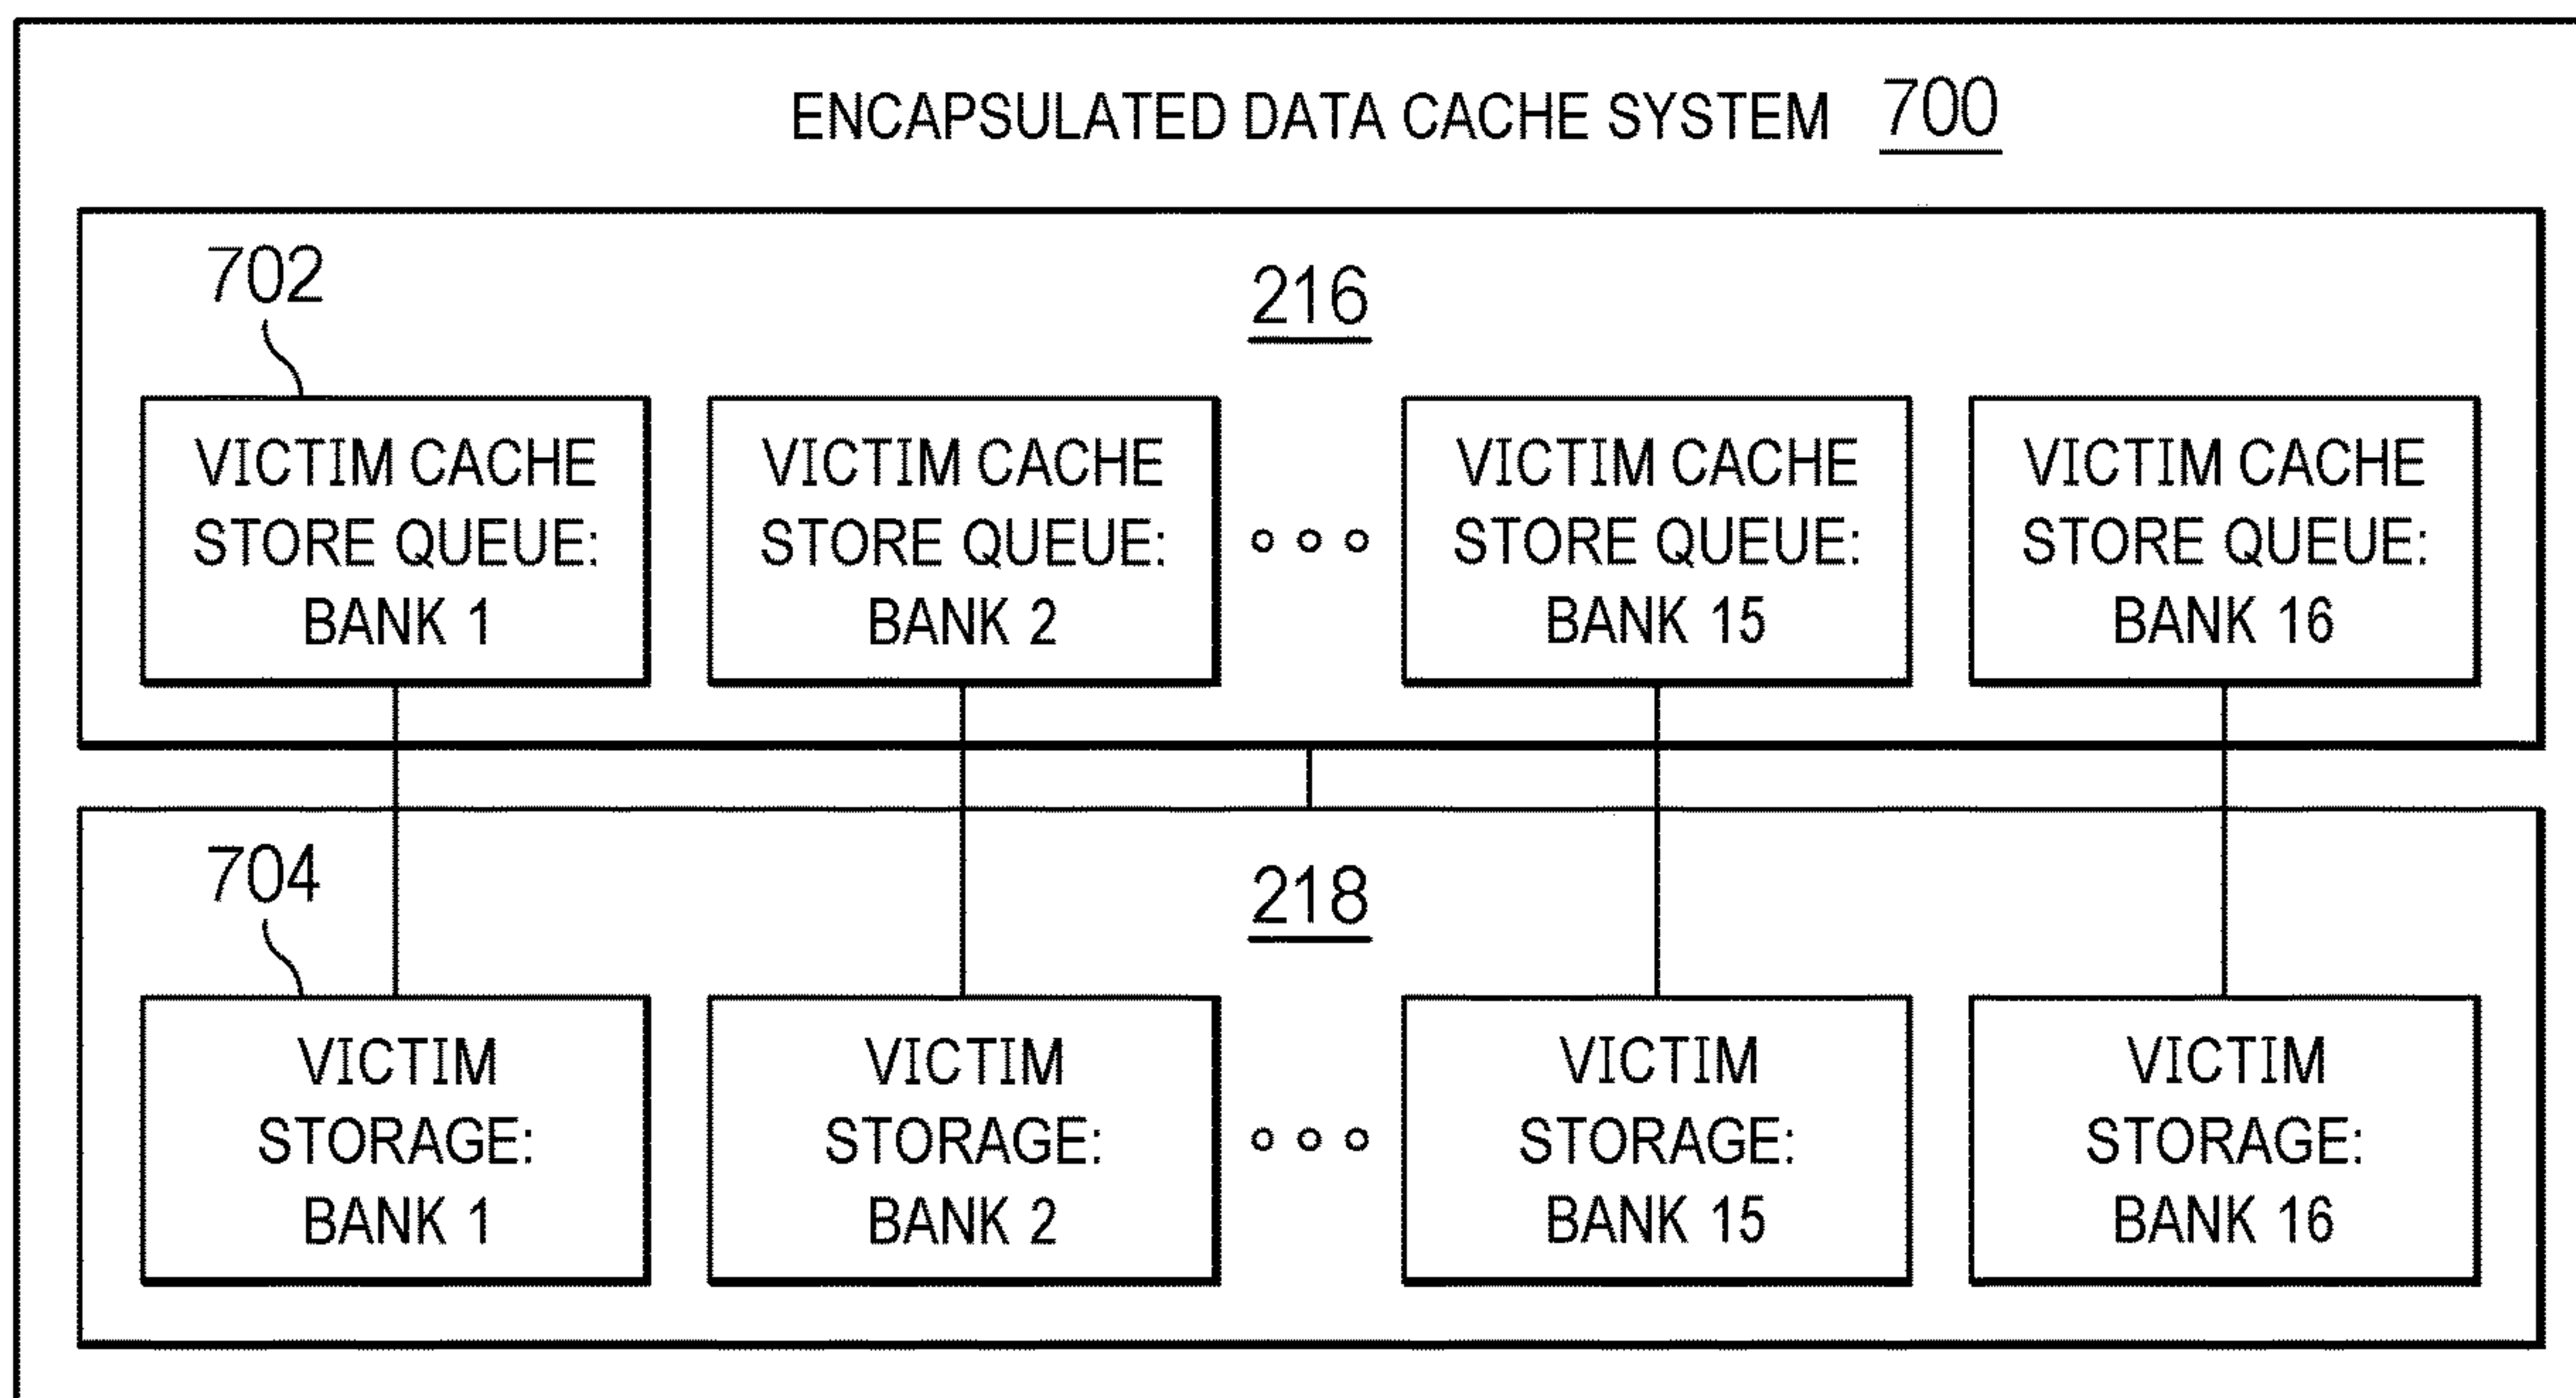 ENCAPSULATED DATA CACHE SYSTEM 700
702
216
VICTIM CACHE
STORE QUEUE:
BANK 1
VICTIM CACHE
STORE QUEUE:
BANK 2
VICTIM CACHE
STORE QUEUE:
BANK 15
VICTIM CACHE
STORE QUEUE:
BANK 16
704
218
VICTIM
STORAGE:
BANK 1
VICTIM
STORAGE:
BANK 2
VICTIM
STORAGE:
BANK 15
VICTIM
STORAGE:
BANK 16